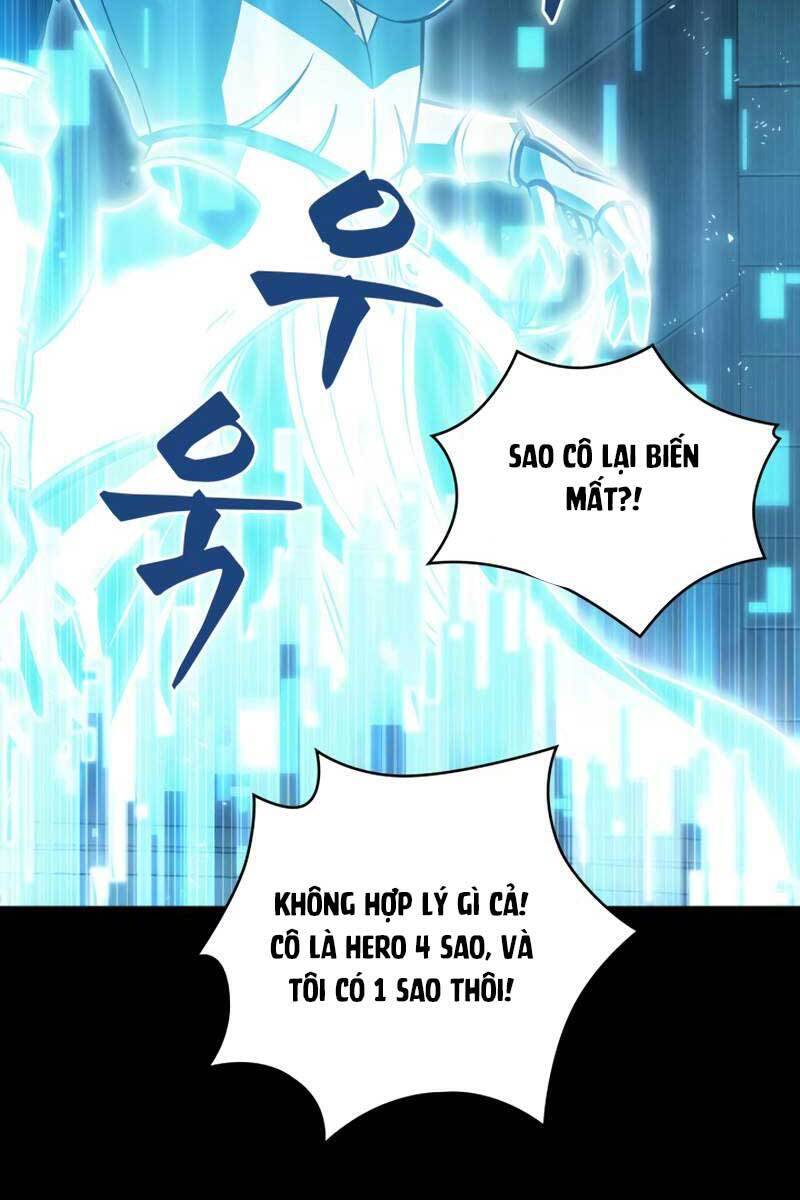 우
욱
SAO CÔ LẠI BIẾN
MẤT?!
KHÔNG HỢP LÝ GÌ CẢ!
CÔ LÀ HERO 4 SAO, VÀ
TÔI CÓ 1 SAO THÔI!